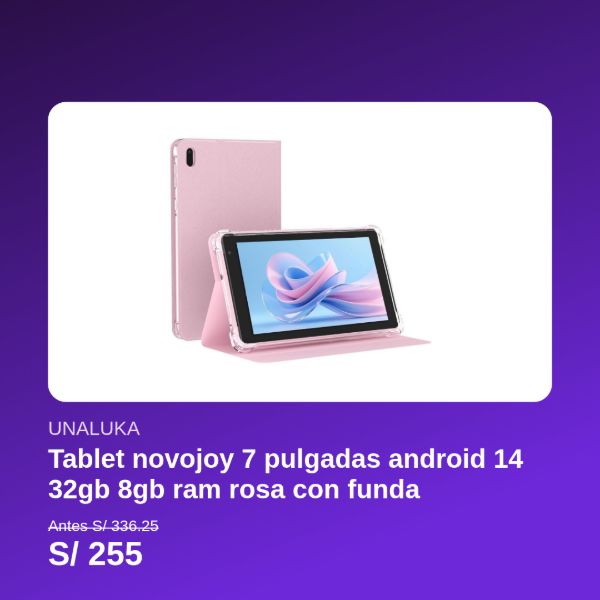 UNALUKA
Tablet novojoy 7 pulgadas android 14
32gb 8gb ram rosa con funda
Antes S/ 336.25
S/ 255